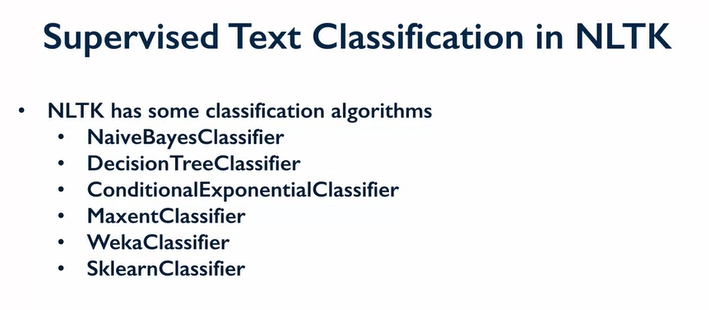 Supervised Text Classification in NLTK
• NLTK has some classification algorithms
• NaiveBayesClassifier
• DecisionTreeClassifier
• ConditionalExponentialClassifier
• MaxentClassifier
• WekaClassifier
• SklearnClassifier